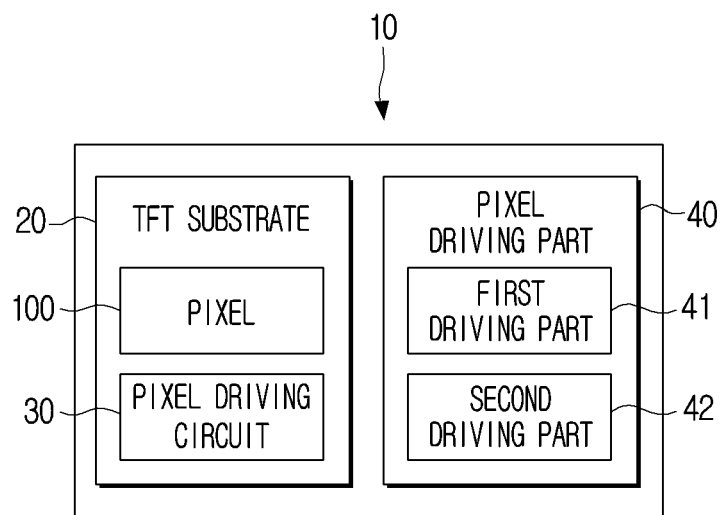 10
20
TFT SUBSTRATE
100
PIXEL
30
PIXEL DRIVING
CIRCUIT
PIXEL
DRIVING PART
40
FIRST
DRIVING PART
41
SECOND
DRIVING PART
42